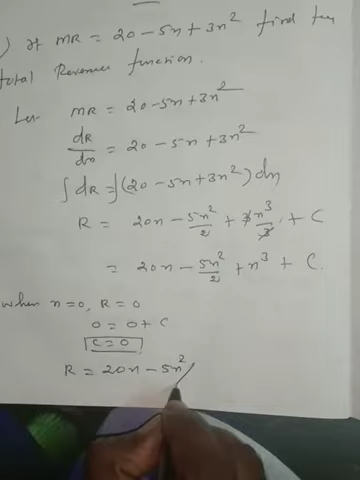 ) If MR = 20 - 5n + 3n² find the
total Revenue function.
Let MR = 20 - 5n + 3n²
dR/dn = 20 - 5n + 3n²
∫ dR = ∫(20 - 5n + 3n²) dn
R = 20n - 5n²/2 + 3n³/3 + C
= 20n - 5n²/2 + n³ + C.
when n = 0, R = 0
0 = 0 + C
C = 0
R = 20n - 5n²